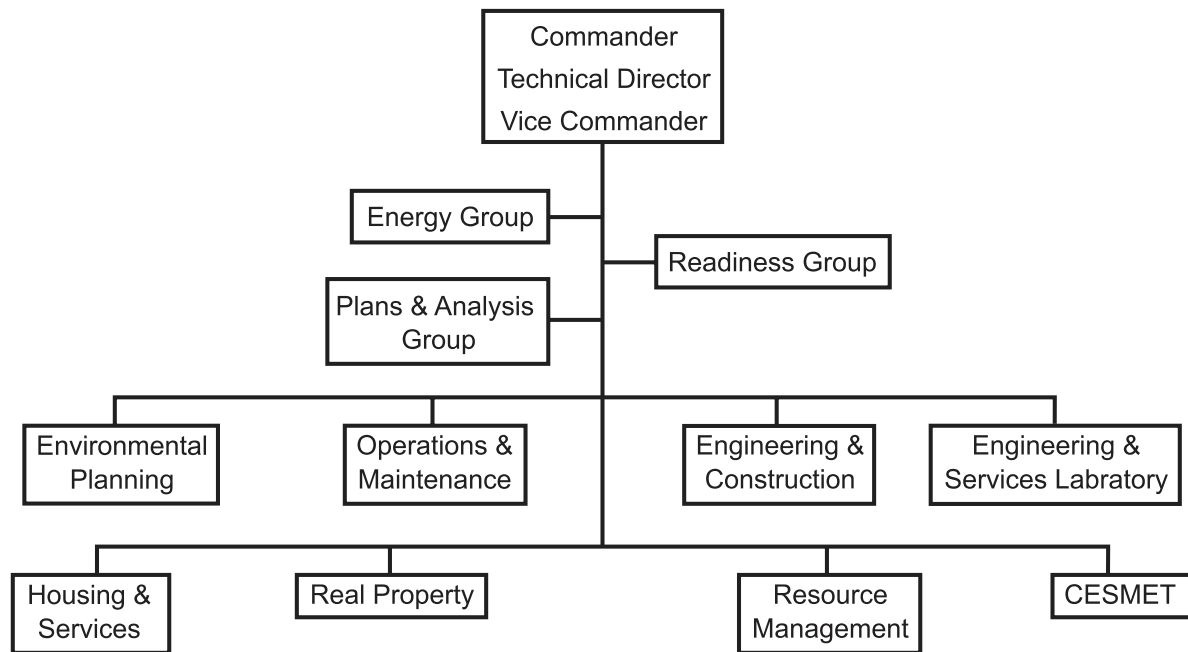 Commander
Technical Director
Vice Commander
Energy Group
Readiness Group
Plans & Analysis
Group
Environmental
Planning
Operations &
Maintenance
Engineering &
Construction
Engineering &
Services Labratory
Housing &
Services
Real Property
Resource
Management
CESMET